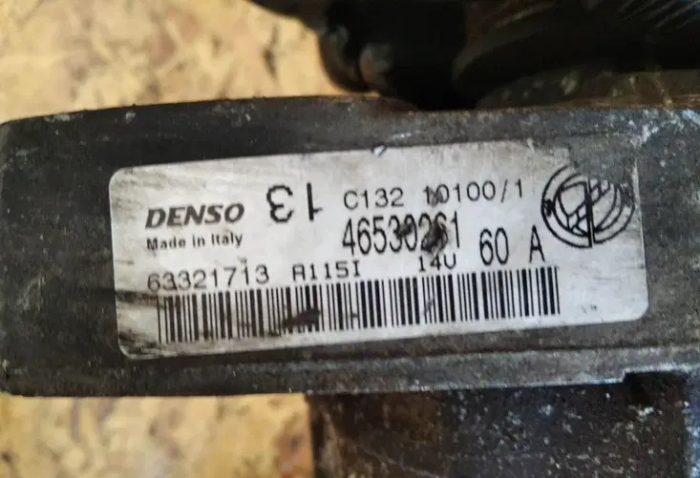 DENSO
Made in Italy
13
C132 10100/1
46530261
60 A
63321713 A115I 14V